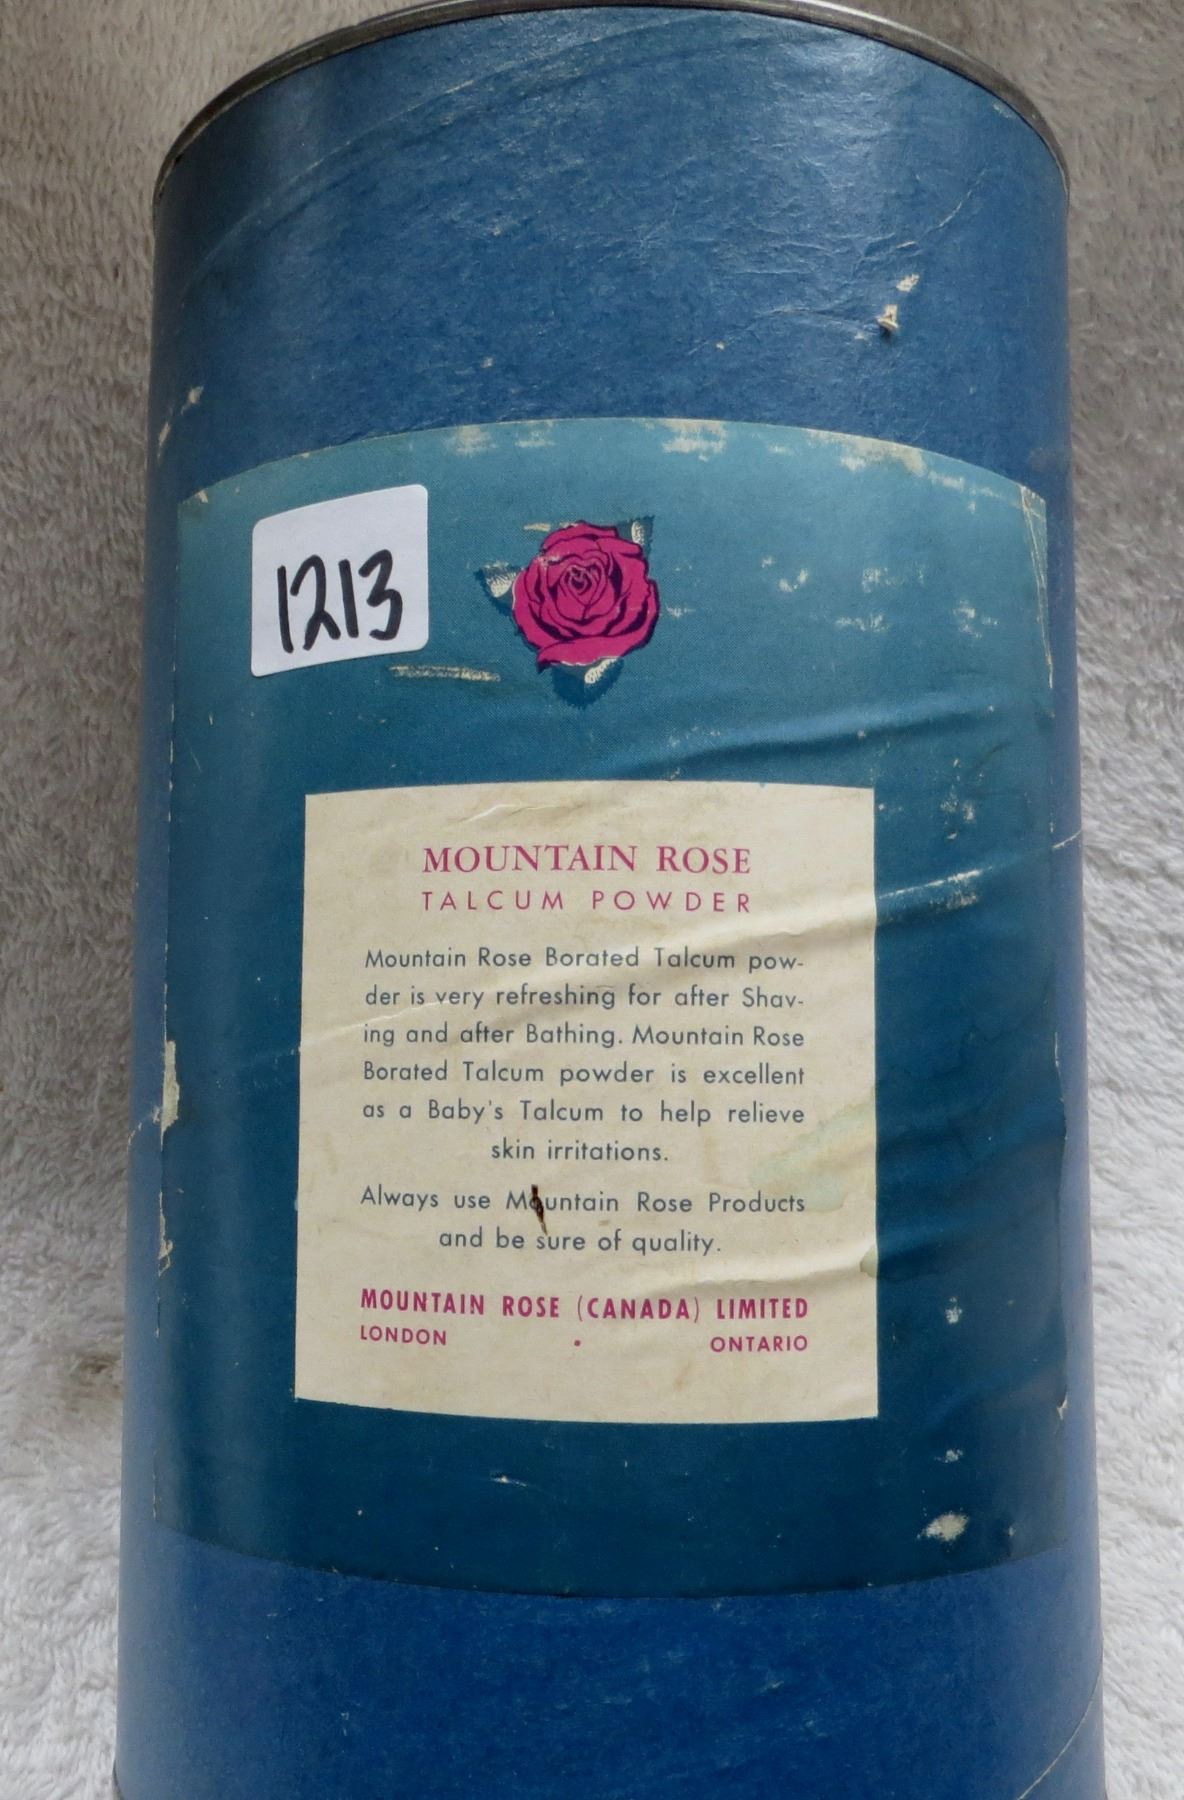 1213
MOUNTAIN ROSE
TALCUM POWDER
Mountain Rose Borated Talcum pow-
der is very refreshing for after Shav-
ing and after Bathing. Mountain Rose
Borated Talcum powder is excellent
as a Baby's Talcum to help relieve
skin irritations.
Always use Mountain Rose Products
and be sure of quality.
MOUNTAIN ROSE (CANADA) LIMITED
LONDON • ONTARIO